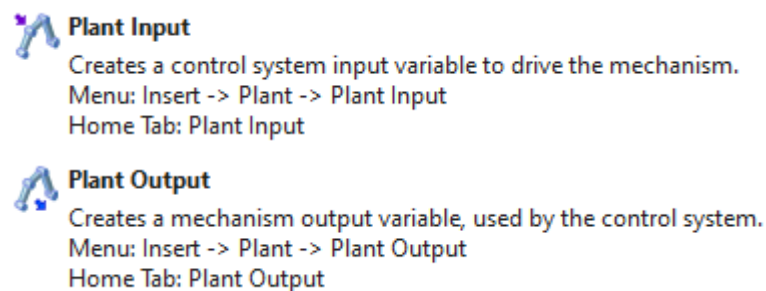 Plant Input
Creates a control system input variable to drive the mechanism.
Menu: Insert -> Plant -> Plant Input
Home Tab: Plant Input
Plant Output
Creates a mechanism output variable, used by the control system.
Menu: Insert -> Plant -> Plant Output
Home Tab: Plant Output